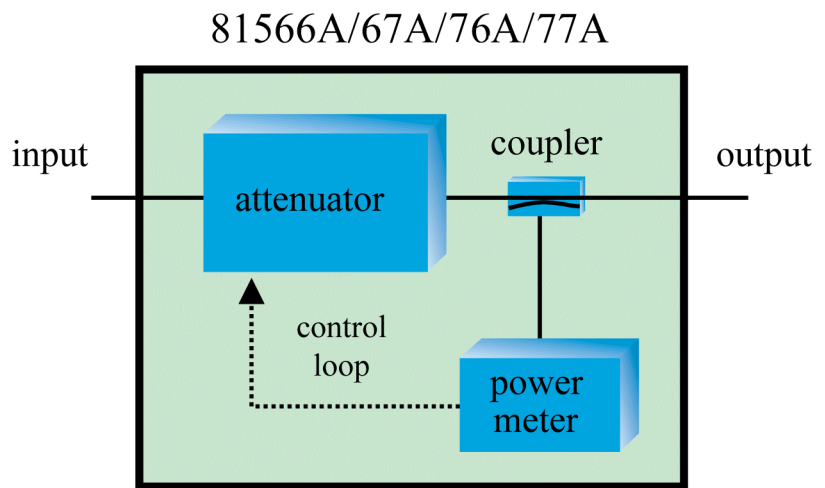 81566A/67A/76A/77A
input
attenuator
coupler
output
control
loop
power
meter